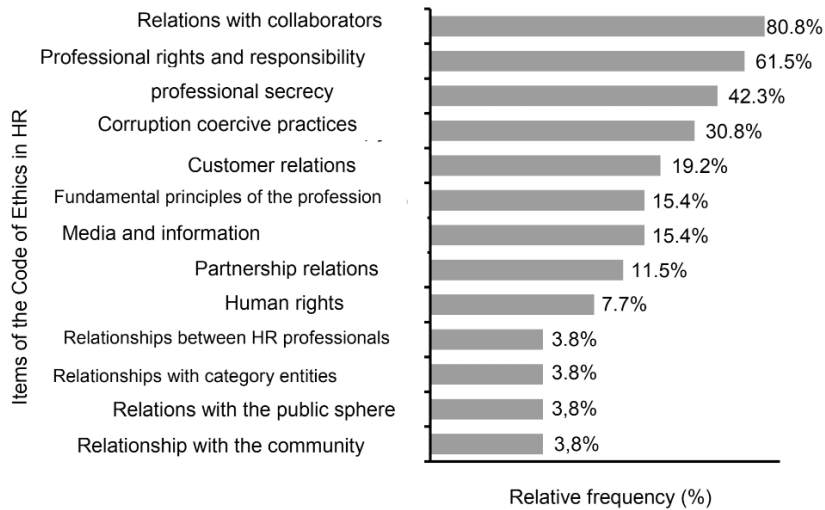 Relations with collaborators 80.8%
Professional rights and responsibility 61.5%
professional secrecy 42.3%
Corruption coercive practices 30.8%
Customer relations 19.2%
Fundamental principles of the profession 15.4%
Media and information 15.4%
Partnership relations 11.5%
Human rights 7.7%
Relationships between HR professionals 3.8%
Relationships with category entities 3.8%
Relations with the public sphere 3,8%
Relationship with the community 3,8%
Items of the Code of Ethics in HR
Relative frequency (%)